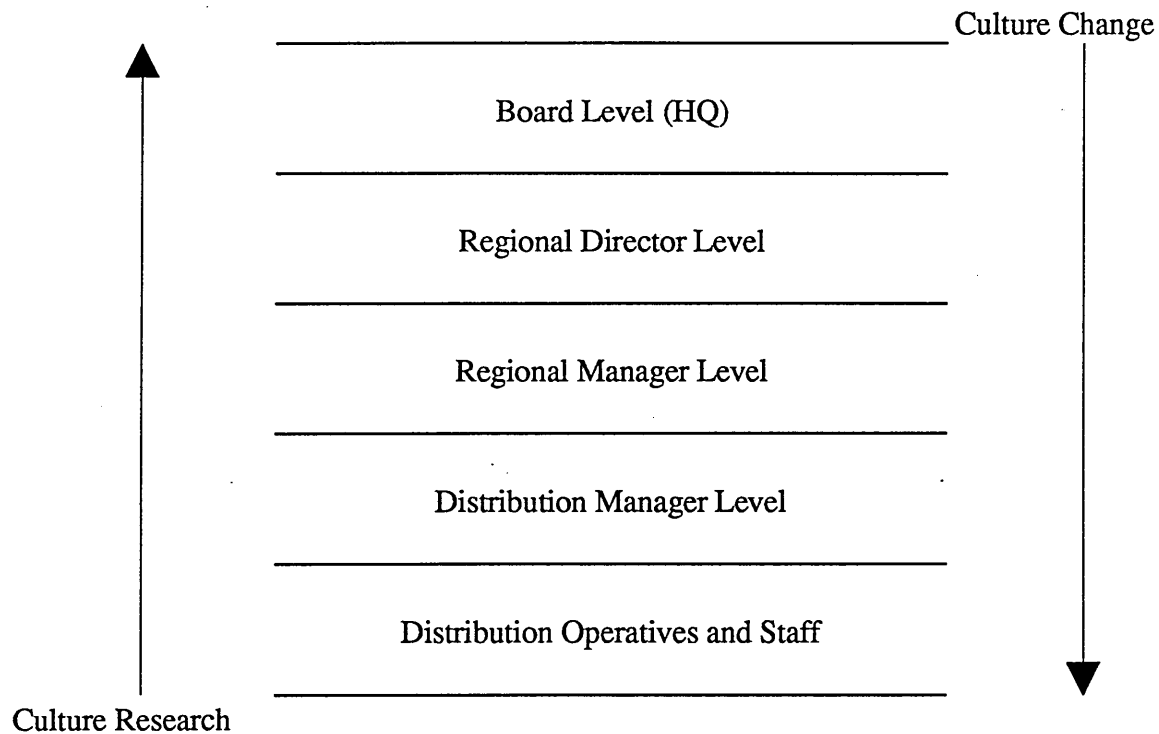 Culture Change
Board Level (HQ)
Regional Director Level
Regional Manager Level
Distribution Manager Level
Distribution Operatives and Staff
Culture Research